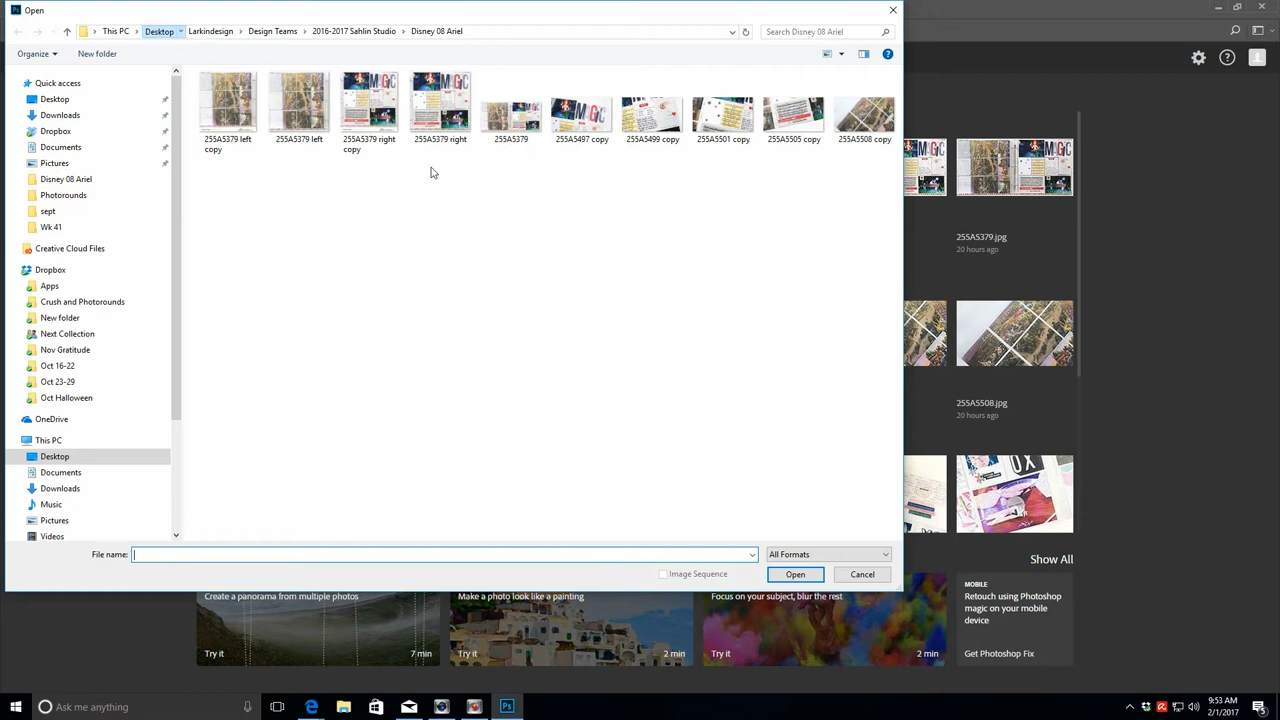 Open
This PC > Desktop > Larkindesign > Design Teams > 2016-2017 Sahlin Studio > Disney 08 Ariel
Search Disney 08 Ariel
Organize
New folder
Quick access
Desktop
Downloads
Dropbox
Documents
Pictures
Disney 08 Ariel
Photorounds
sept
Wk 41
Creative Cloud Files
Dropbox
Apps
Crush and Photorounds
New folder
Next Collection
Nov Gratitude
Oct 16-22
Oct 23-29
Oct Halloween
OneDrive
This PC
Desktop
Documents
Downloads
Music
Pictures
Videos
MAGIC
MAGIC
MAGIC
255A5379 left copy
255A5379 left
255A5379 right copy
255A5379 right
255A5379
255A5497 copy
255A5499 copy
255A5501 copy
255A5505 copy
255A5508 copy
File name:
All Formats
Image Sequence
Open
Cancel
255A5379.jpg
20 hours ago
255A5508.jpg
20 hours ago
Show All
Create a panorama from multiple photos
Try it
7 min
Make a photo look like a painting
Try it
2 min
Focus on your subject, blur the rest
Try it
2 min
MOBILE
Retouch using Photoshop
magic on your mobile
device
Get Photoshop Fix
Ask me anything
Ps
9:53 AM
2/1/2017